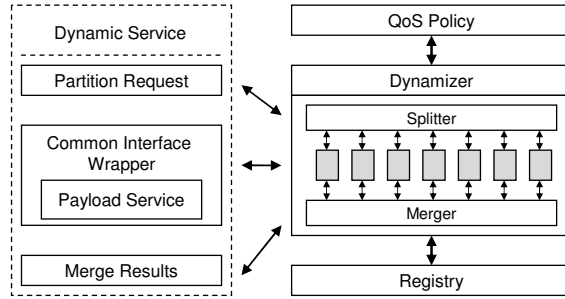 Dynamic Service
Partition Request
Common Interface
Wrapper
Payload Service
Merge Results
QoS Policy
Dynamizer
Splitter
Merger
Registry